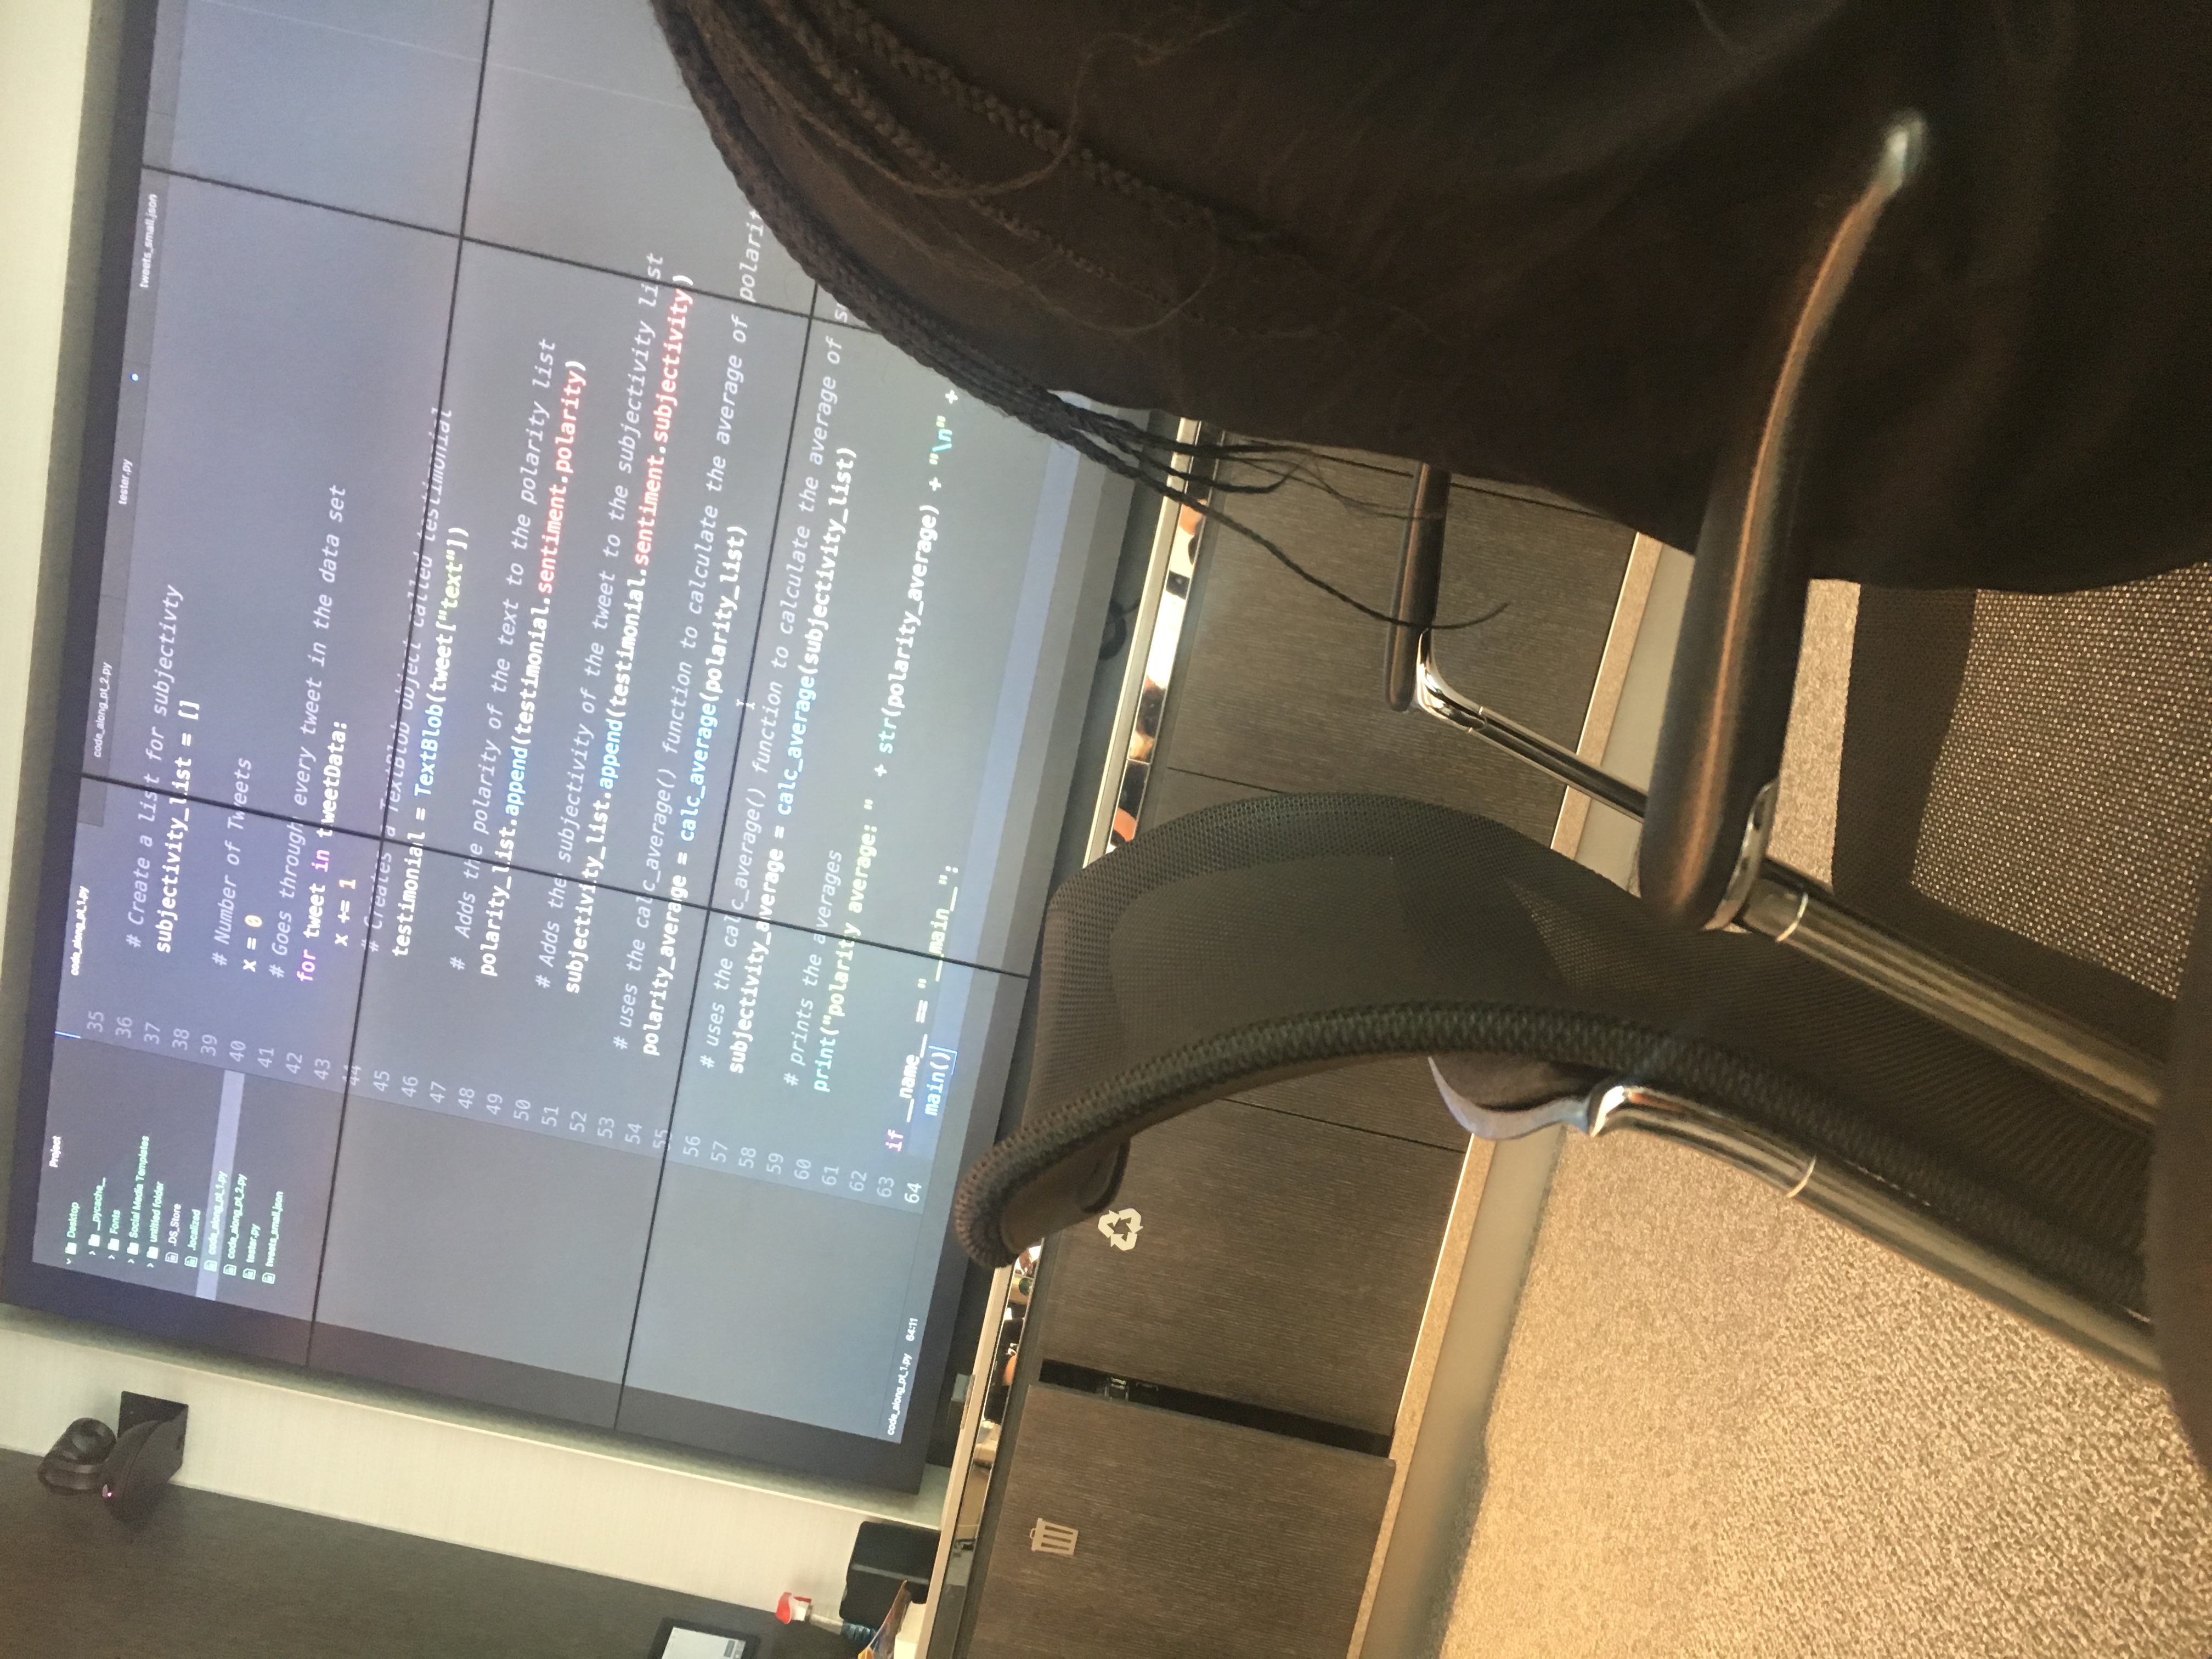 Project
Desktop
__pycache__
Fonts
Social Media Templates
untitled folder
.DS_Store
.localized
code_along_pt_1.py
code_along_pt_2.py
tester.py
tweets_small.json
code_along_pt_1.py
code_along_pt_2.py
tester.py
tweets_small.json
35
36 # Create a list for subjectivty
37 subjectivity_list = []
38
39 # Number of Tweets
40 x = 0
41 # Goes through every tweet in the data set
42 for tweet in tweetData:
43 x += 1
44 # Creates a TextBlob object called testimonial
45 testimonial = TextBlob(tweet["text"])
46
47 # Adds the polarity of the text to the polarity list
48 polarity_list.append(testimonial.sentiment.polarity)
49
50 # Adds the subjectivity of the tweet to the subjectivity list
51 subjectivity_list.append(testimonial.sentiment.subjectivity)
52
53 # uses the calc_average() function to calculate the average of polarit
54 polarity_average = calc_average(polarity_list)
55
56 # uses the calc_average() function to calculate the average of s
57 subjectivity_average = calc_average(subjectivity_list)
58
59 # prints the averages
60 print("polarity average: " + str(polarity_average) + "\n" +
61
62
63 if __name__ == "__main__":
64 main()
code_along_pt_1.py 64:11